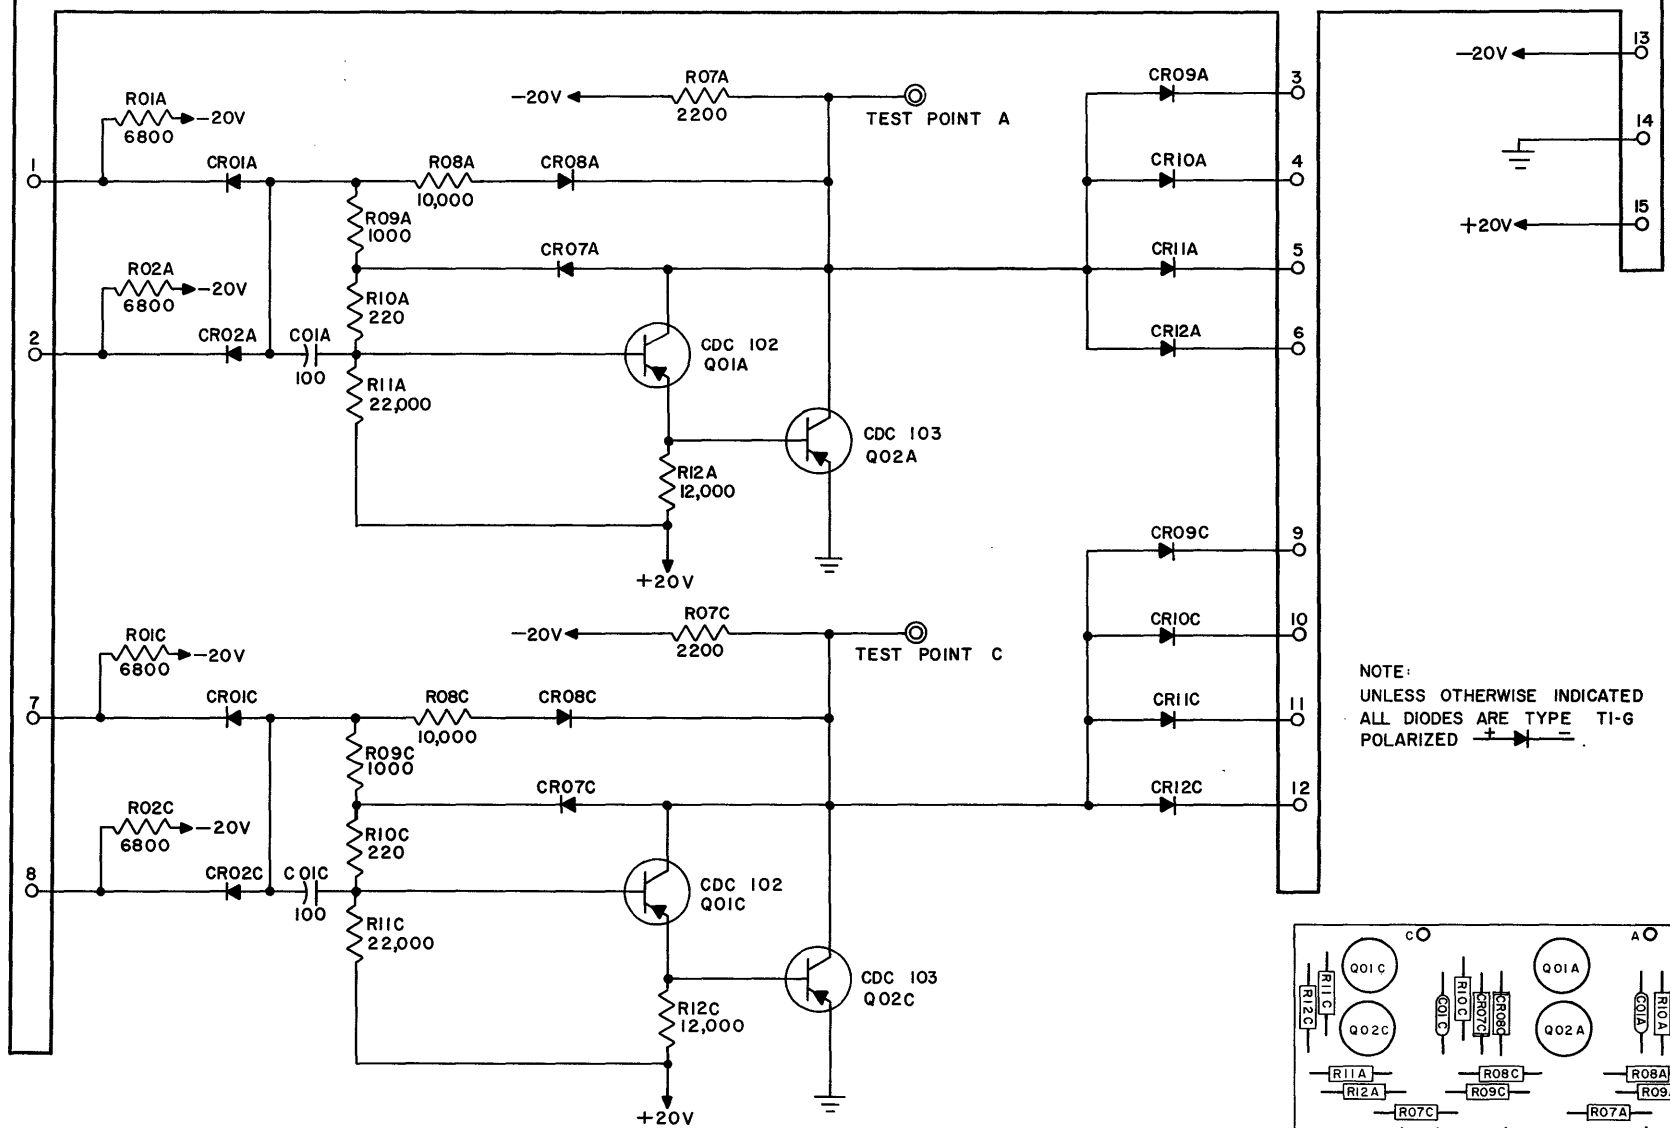 R07A
-20V
2200
TEST POINT A
CR09A
3
-20V
13
R01A
-20V
6800
1
CR01A
R08A
10,000
CR08A
CR10A
4
14
R09A
1000
R02A
-20V
6800
CR07A
CR11A
5
+20V
15
R10A
220
2
CR02A
C01A
100
CDC 102
Q01A
CR12A
6
R11A
22,000
CDC 103
Q02A
R12A
12,000
+20V
CR09C
9
R07C
-20V
2200
TEST POINT C
CR10C
10
R01C
-20V
6800
7
CR01C
R08C
10,000
CR08C
CR11C
11
NOTE:
UNLESS OTHERWISE INDICATED
ALL DIODES ARE TYPE TI-G
POLARIZED + -
R09C
1000
R02C
-20V
6800
CR07C
CR12C
12
R10C
220
8
CR02C
C01C
100
CDC 102
Q01C
R11C
22,000
CDC 103
Q02C
R12C
12,000
+20V
C
A
Q01C
Q01A
R12C
R11C
C01C
R10C
CR07C
CR08C
C01A
R10A
Q02C
Q02A
R11A
R08C
R08A
R12A
R09C
R09
R07C
R07A